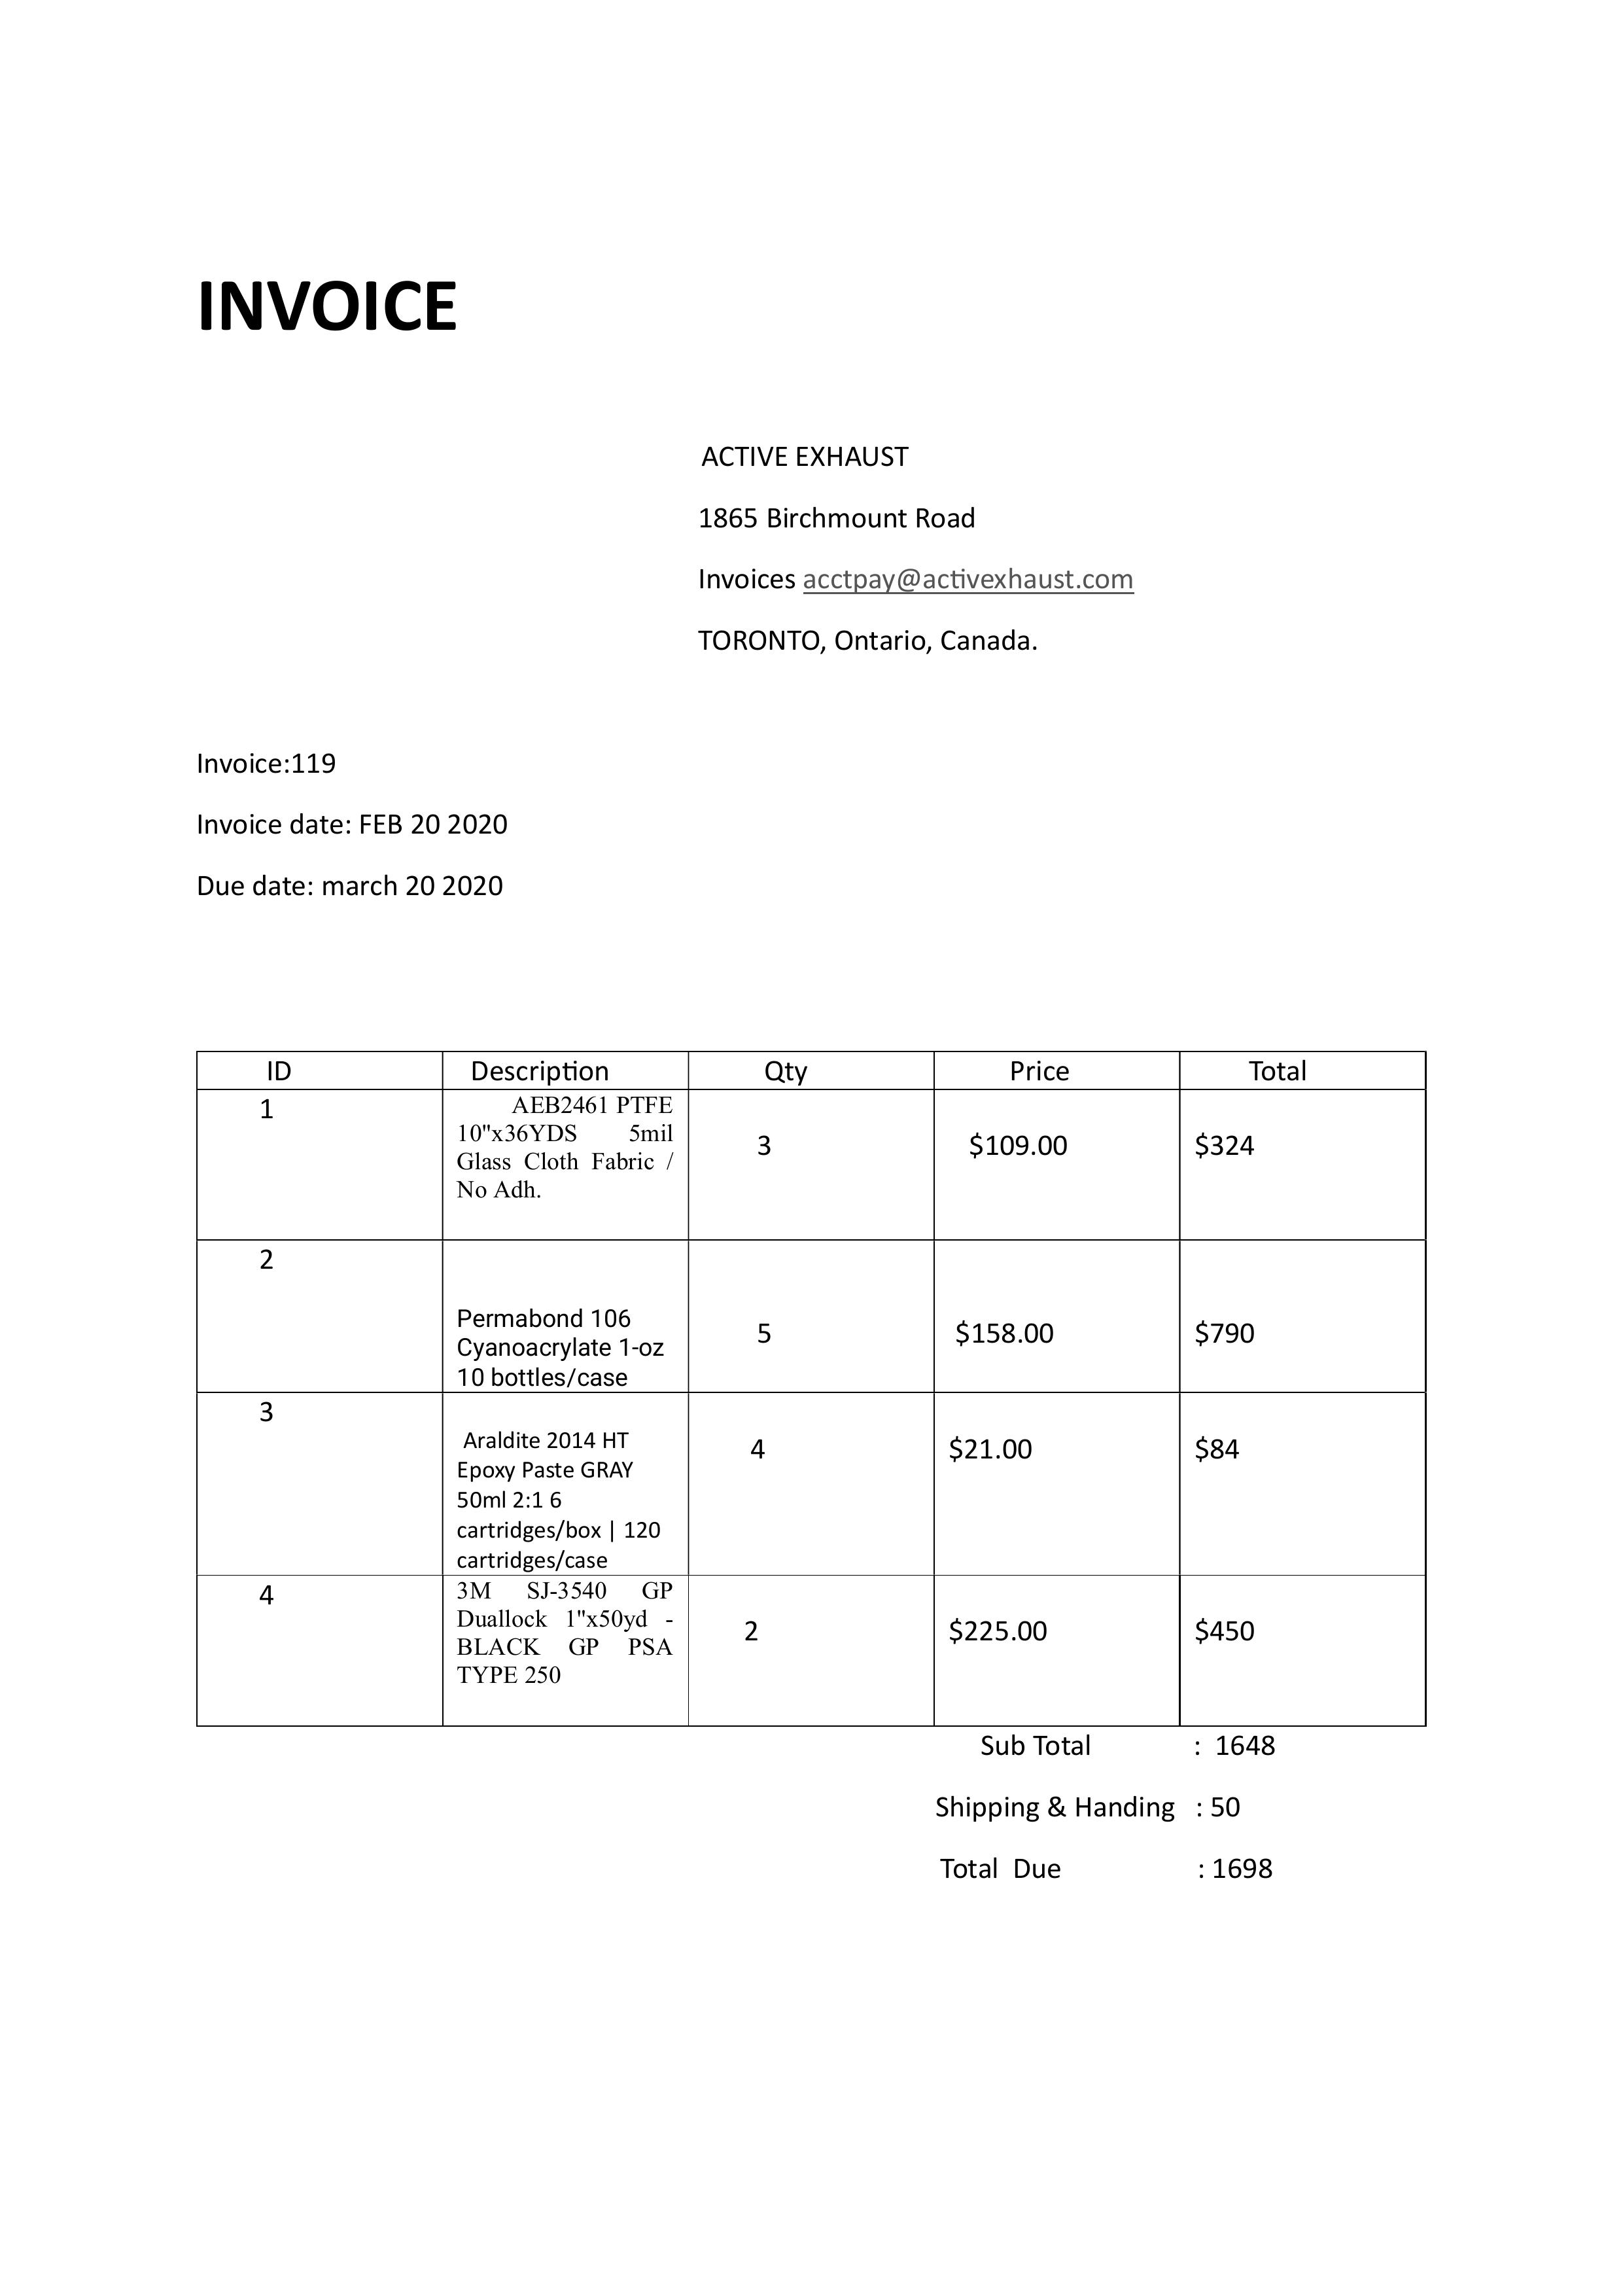 INVOICE
ACTIVE EXHAUST
1865 Birchmount Road
Invoices acctpay@activexhaust.com
TORONTO, Ontario, Canada.
Invoice:119
Invoice date: FEB 20 2020
Due date: march 20 2020
ID Description Qty Price Total
1
AEB2461 PTFE
10"x36YDS 5mil
Glass Cloth Fabric /
No Adh.
3 $109.00 $324
2
Permabond 106
Cyanoacrylate 1-oz
10 bottles/case
5 $158.00 $790
3
Araldite 2014 HT
Epoxy Paste GRAY
50ml 2:1 6
cartridges/box | 120
cartridges/case
4 $21.00 $84
4
3M SJ-3540 GP
Duallock 1"x50yd -
BLACK GP PSA
TYPE 250
2 $225.00 $450
Sub Total : 1648
Shipping & Handing : 50
Total Due : 1698